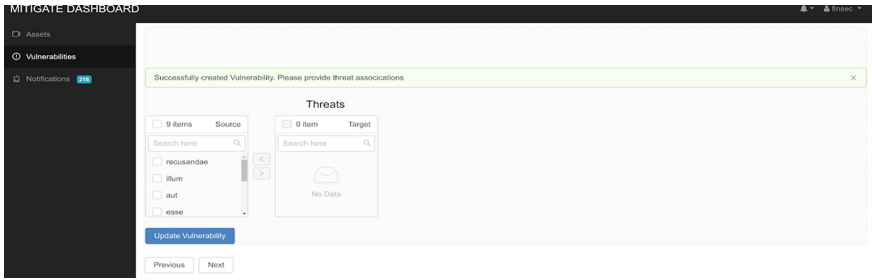 MITIGATE DASHBOARD
finsec
Assets
Vulnerabilities
Notifications 216
Successfully created Vulnerability. Please provide threat assocications
Threats
9 items Source
0 item Target
Search here
Search here
recusandae
illum
aut
esse
No Data
Update Vulnerability
Previous
Next